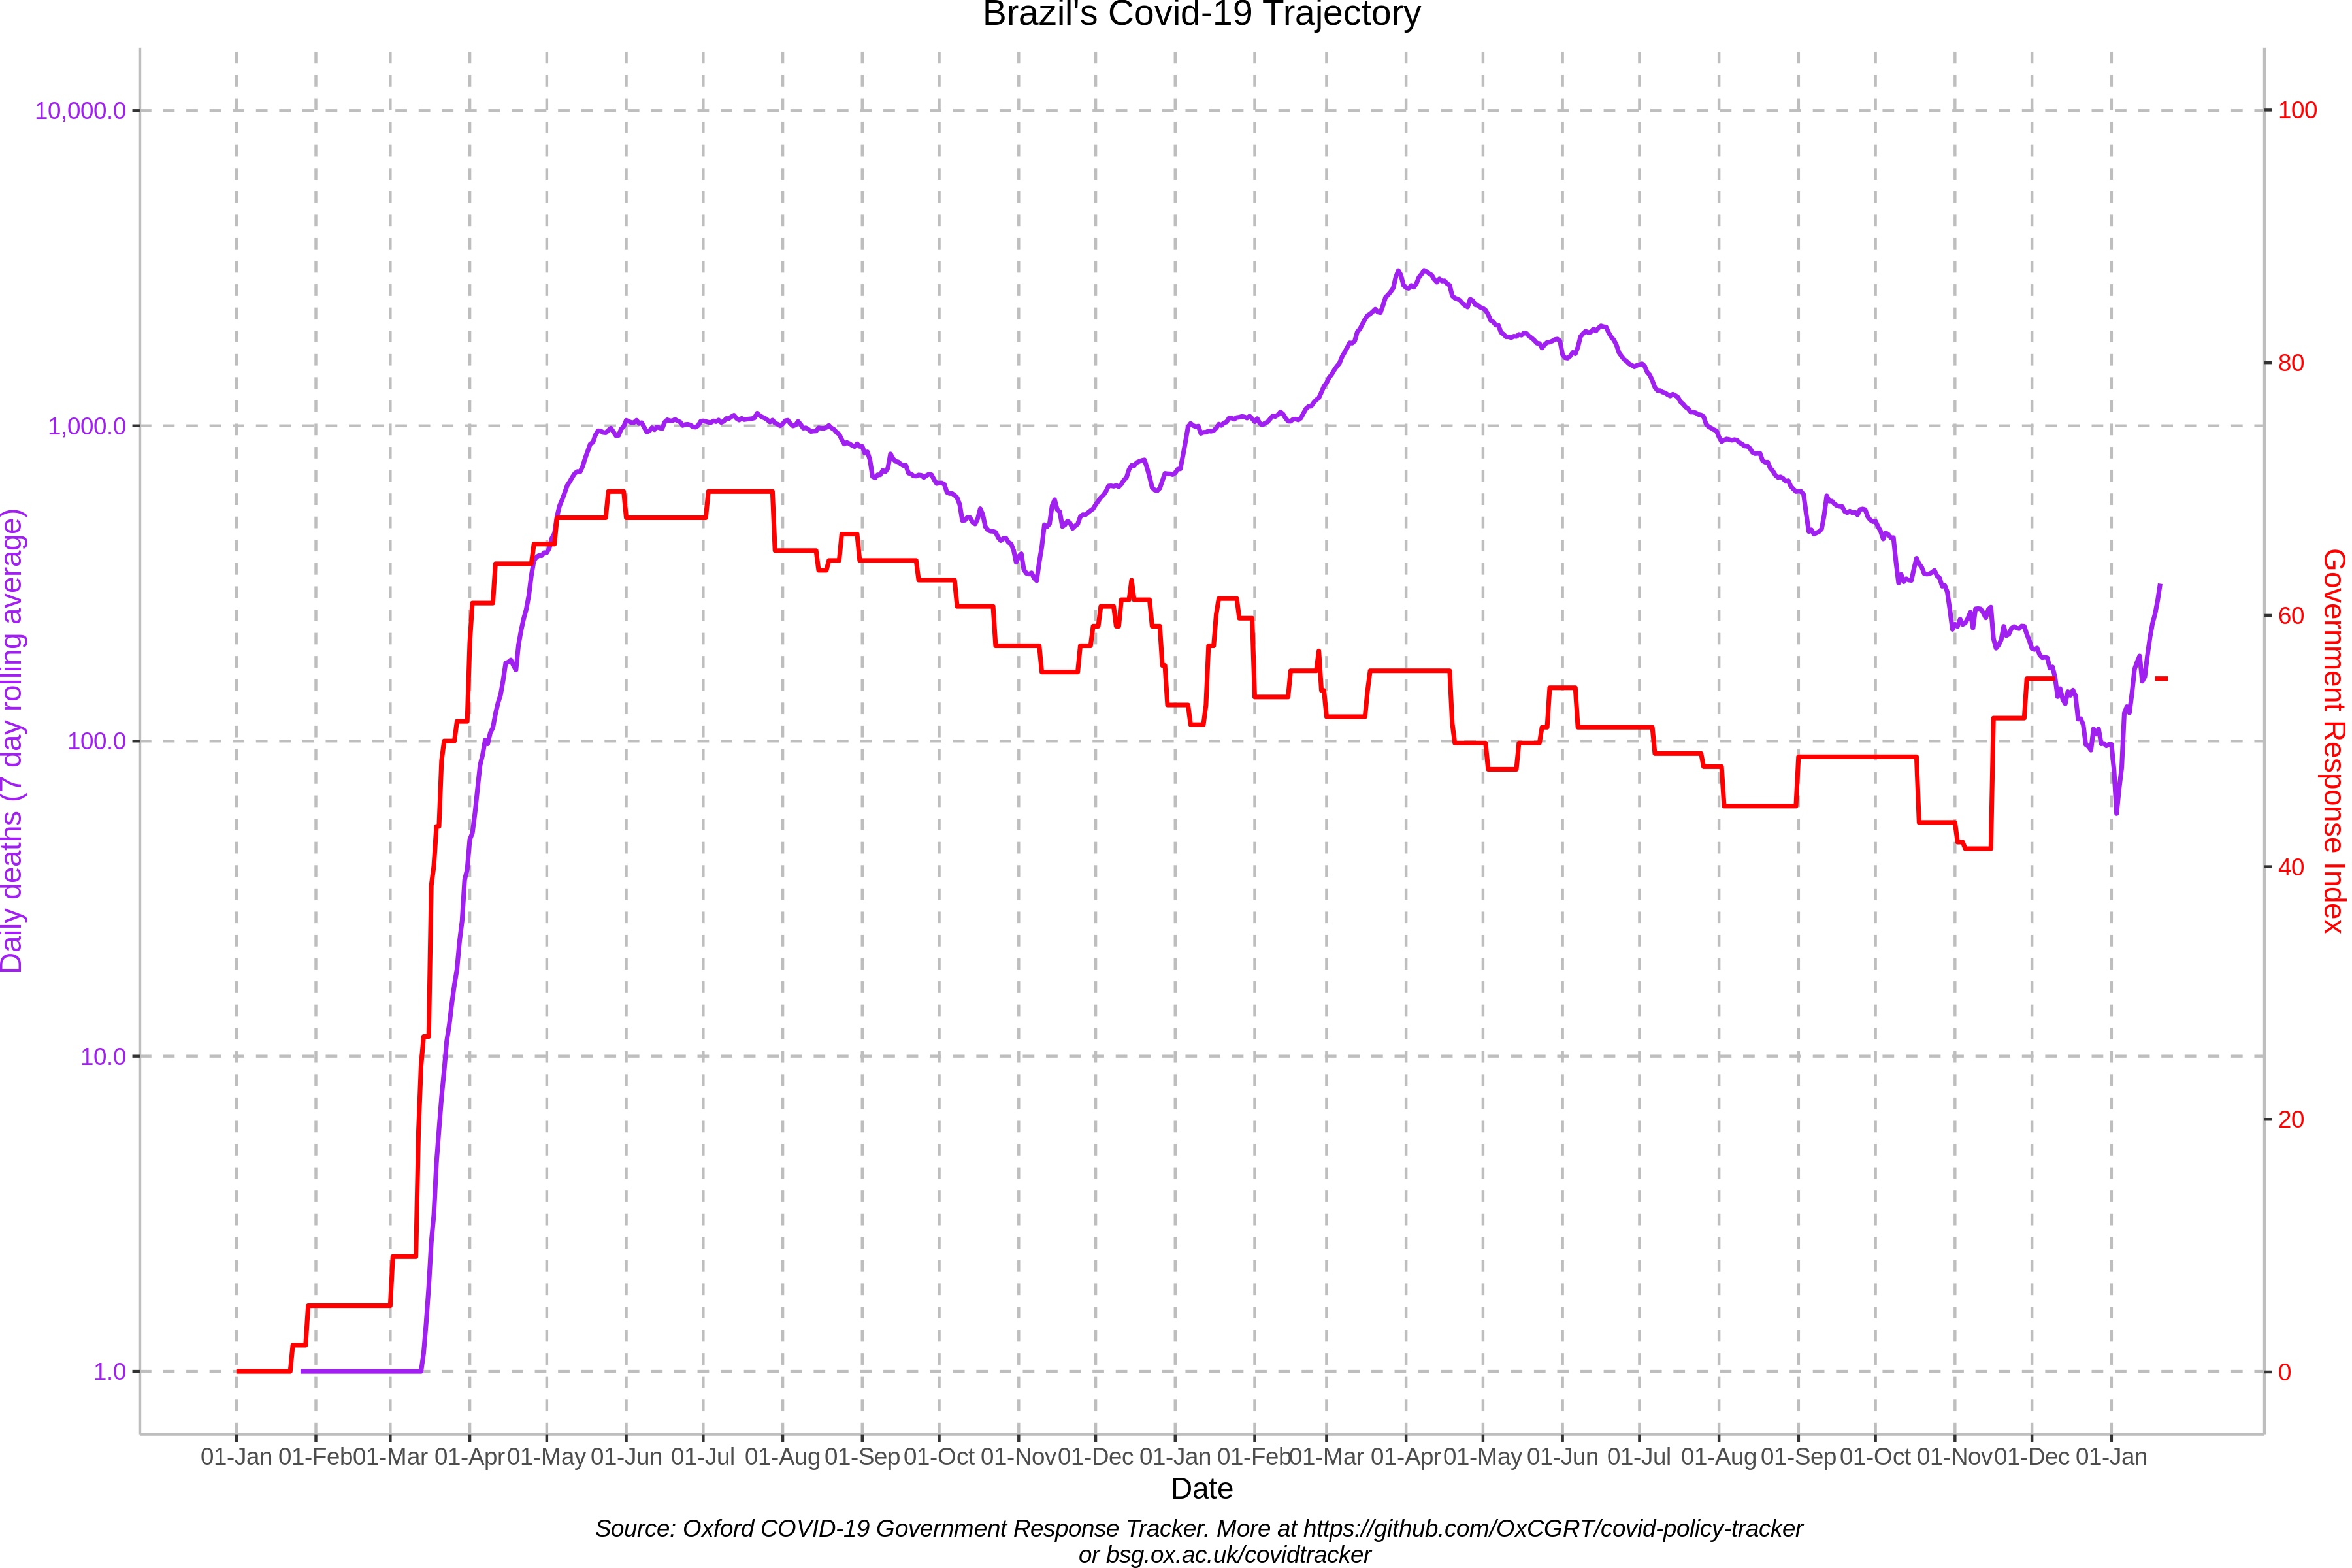 Brazil's Covid-19 Trajectory
10,000.0
1,000.0
100.0
10.0
1.0
Daily deaths (7 day rolling average)
100
80
60
40
20
0
Government Response Index
01-Jan 01-Feb 01-Mar 01-Apr 01-May 01-Jun 01-Jul 01-Aug 01-Sep 01-Oct 01-Nov 01-Dec 01-Jan 01-Feb 01-Mar 01-Apr 01-May 01-Jun 01-Jul 01-Aug 01-Sep 01-Oct 01-Nov 01-Dec 01-Jan
Date
Source: Oxford COVID-19 Government Response Tracker. More at https://github.com/OxCGRT/covid-policy-tracker
or bsg.ox.ac.uk/covidtracker